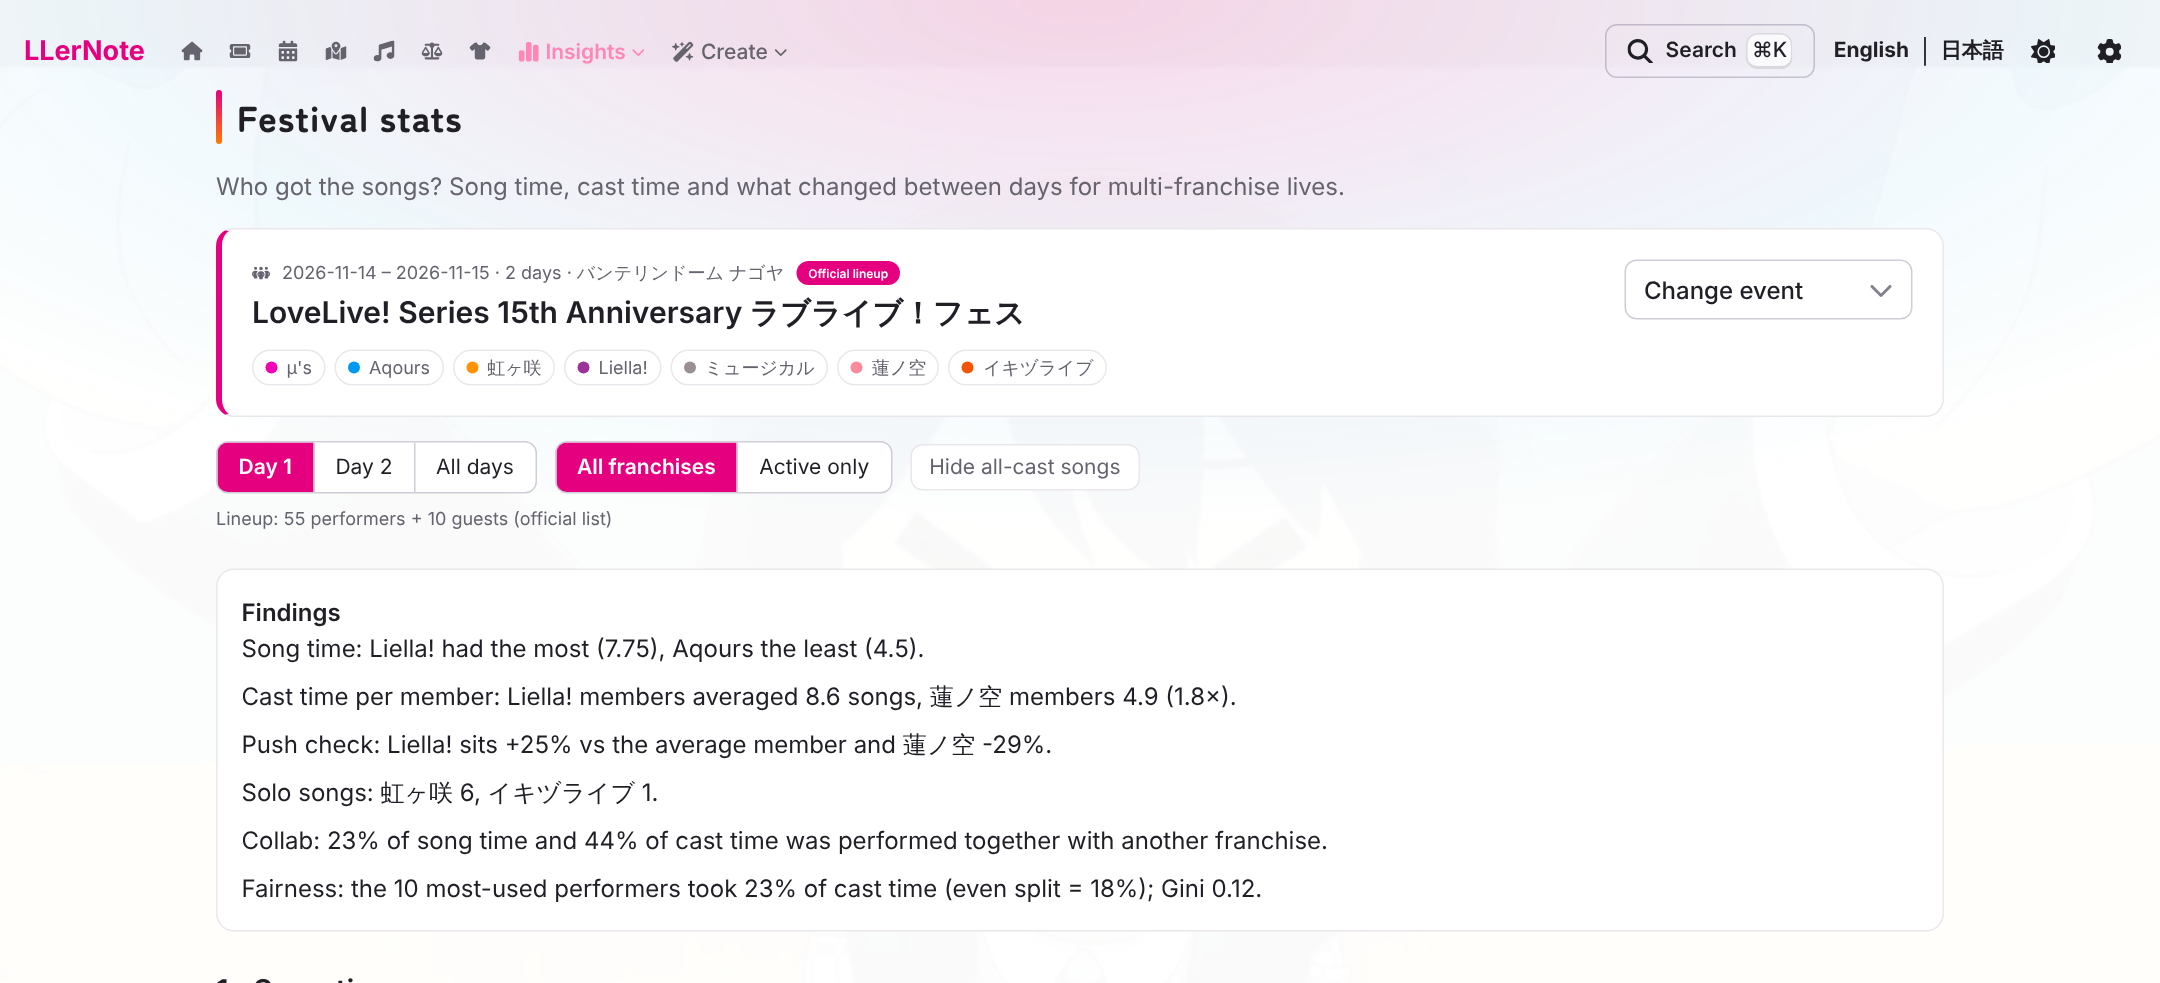 LLerNote
Insights
Create
Search ⌘K
English | 日本語
Festival stats
Who got the songs? Song time, cast time and what changed between days for multi-franchise lives.
2026-11-14 – 2026-11-15 · 2 days · バンテリンドーム ナゴヤ
Official lineup
LoveLive! Series 15th Anniversary ラブライブ！フェス
Change event
μ's
Aqours
虹ヶ咲
Liella!
ミュージカル
蓮ノ空
イキヅライブ
Day 1
Day 2
All days
All franchises
Active only
Hide all-cast songs
Lineup: 55 performers + 10 guests (official list)
Findings
Song time: Liella! had the most (7.75), Aqours the least (4.5).
Cast time per member: Liella! members averaged 8.6 songs, 蓮ノ空 members 4.9 (1.8×).
Push check: Liella! sits +25% vs the average member and 蓮ノ空 -29%.
Solo songs: 虹ヶ咲 6, イキヅライブ 1.
Collab: 23% of song time and 44% of cast time was performed together with another franchise.
Fairness: the 10 most-used performers took 23% of cast time (even split = 18%); Gini 0.12.